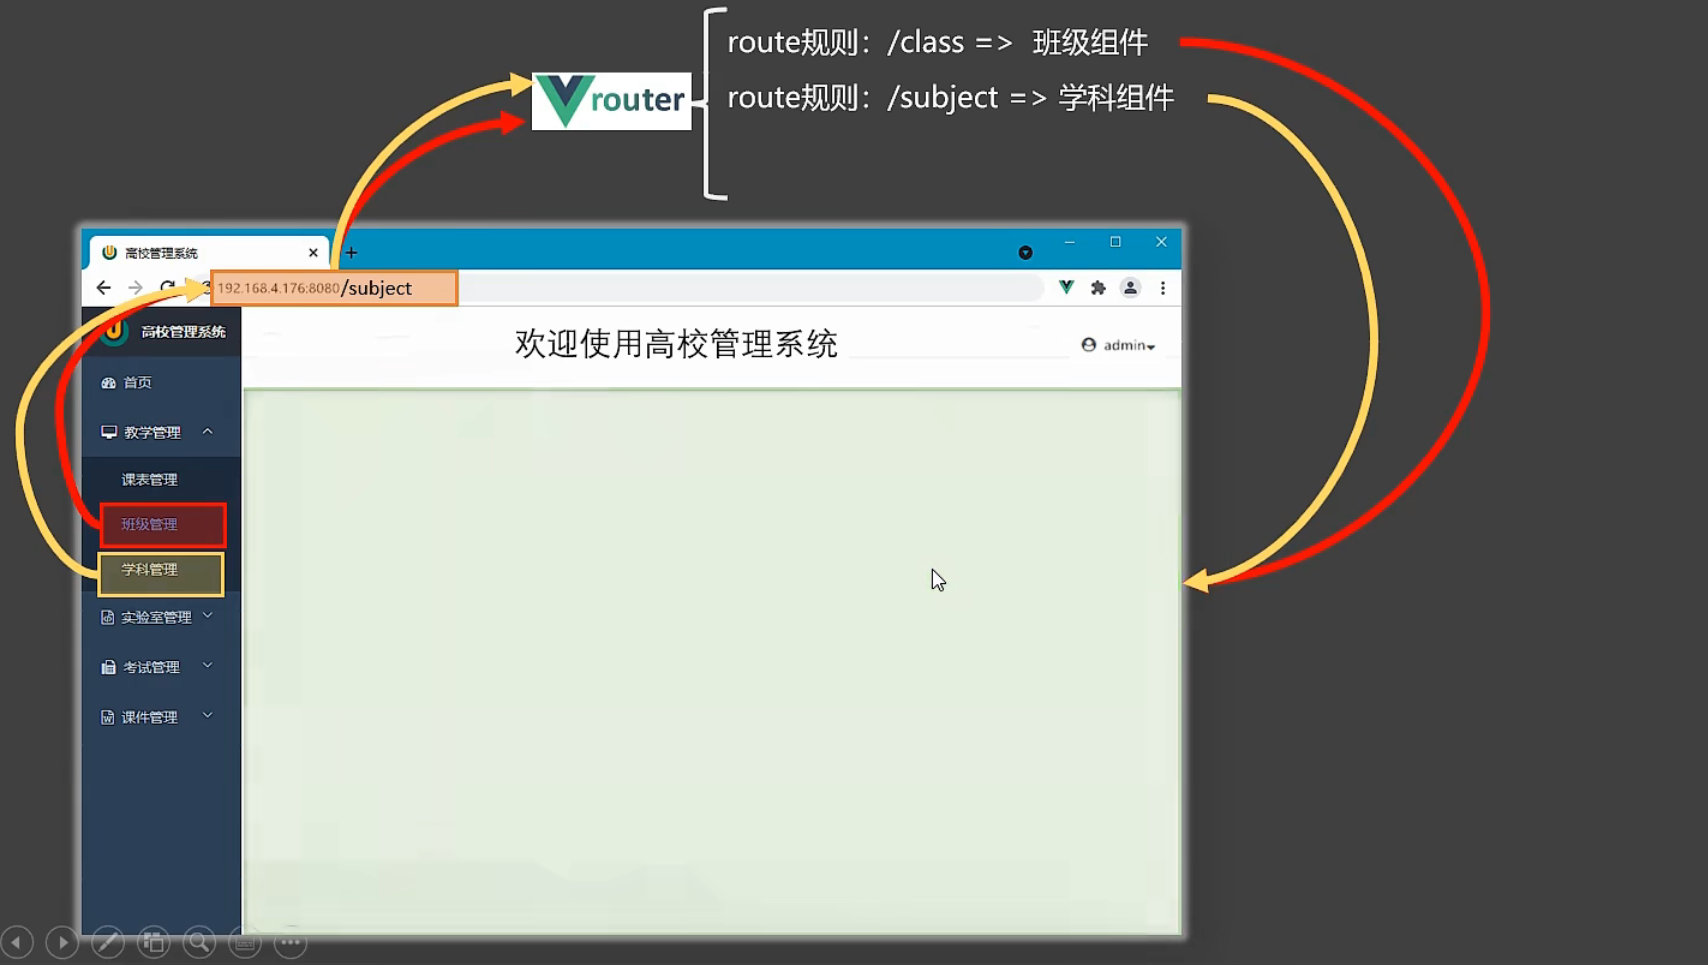 route规则：/class => 班级组件
router
route规则：/subject => 学科组件
高校管理系统
192.168.4.176:8080/subject
高校管理系统
欢迎使用高校管理系统
admin
首页
教学管理
课表管理
班级管理
学科管理
实验室管理
考试管理
课件管理